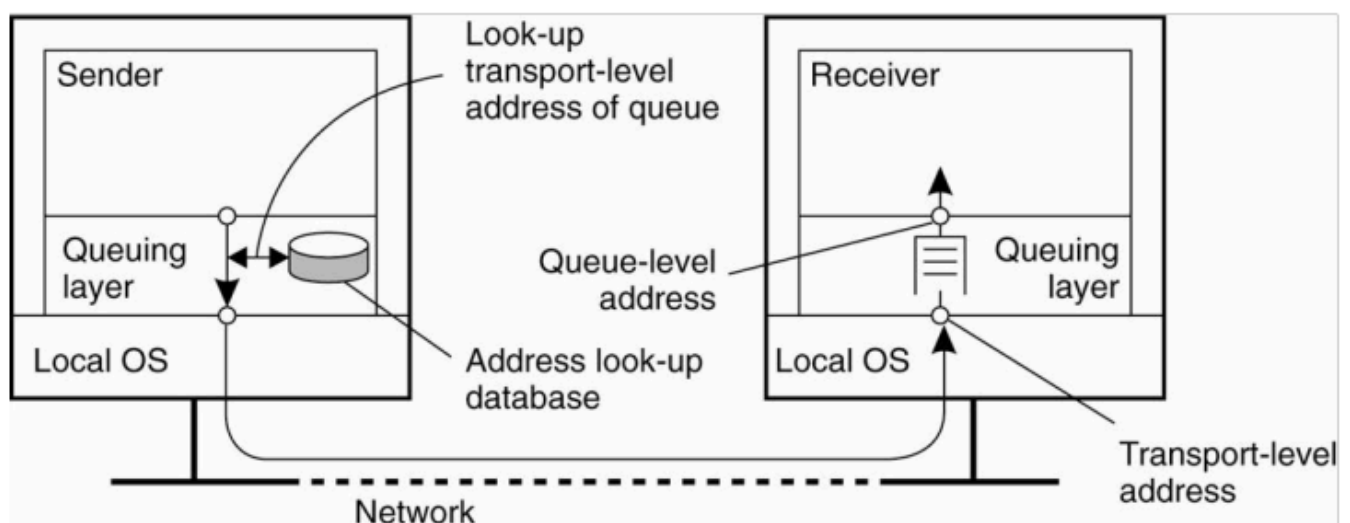 Sender
Look-up
transport-level
address of queue
Receiver
Queuing
layer
Queue-level
address
Queuing
layer
Local OS
Address look-up
database
Local OS
Transport-level
address
Network